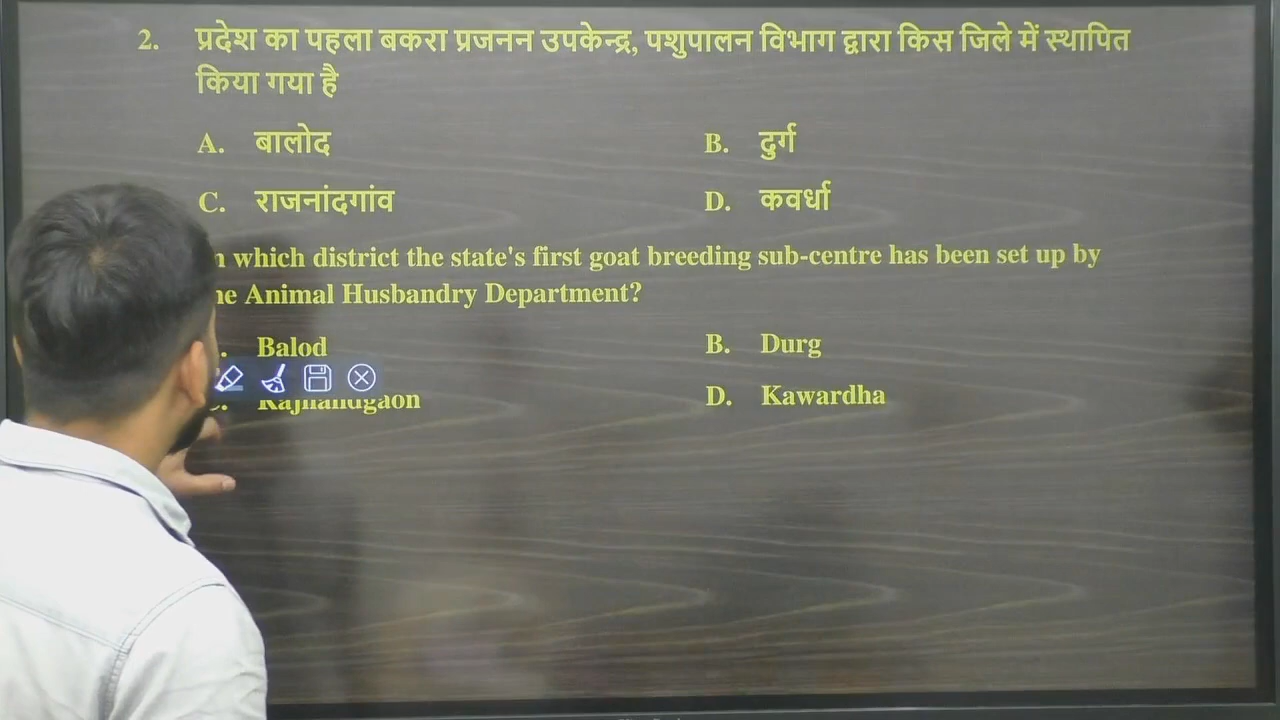 2. प्रदेश का पहला बकरा प्रजनन उपकेन्द्र, पशुपालन विभाग द्वारा किस जिले में स्थापित
किया गया है
A. बालोद B. दुर्ग
C. राजनांदगांव D. कवर्धा
which district the state's first goat breeding sub-centre has been set up by
Animal Husbandry Department?
Balod B. Durg
Rajnandgaon D. Kawardha